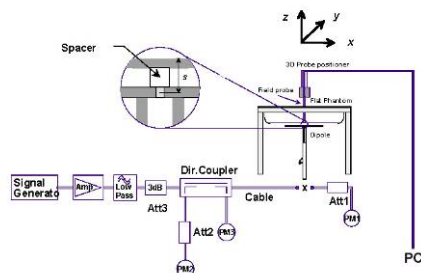 z
y
x
Spacer
s
3D Probe positioner
Field probe
Flat Phantom
Dipole
Dir.Coupler
Signal
Generato
Amp
Low
Pass
3dB
Att3
Cable
x
Att1
PM1
Att2
PM3
PM2
PC